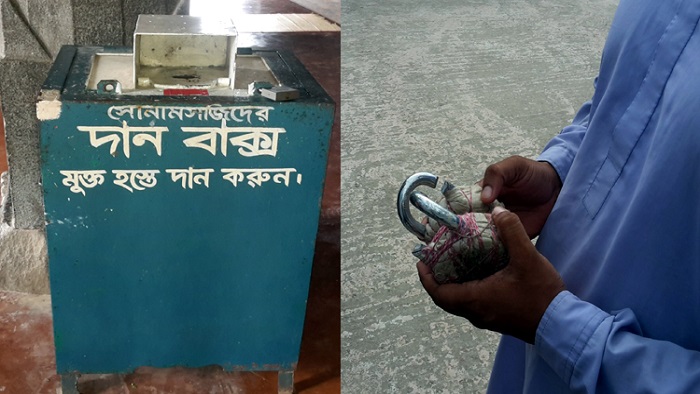 সোনামসজিদের
দান বাক্স
মুক্ত হস্তে দান করুন।